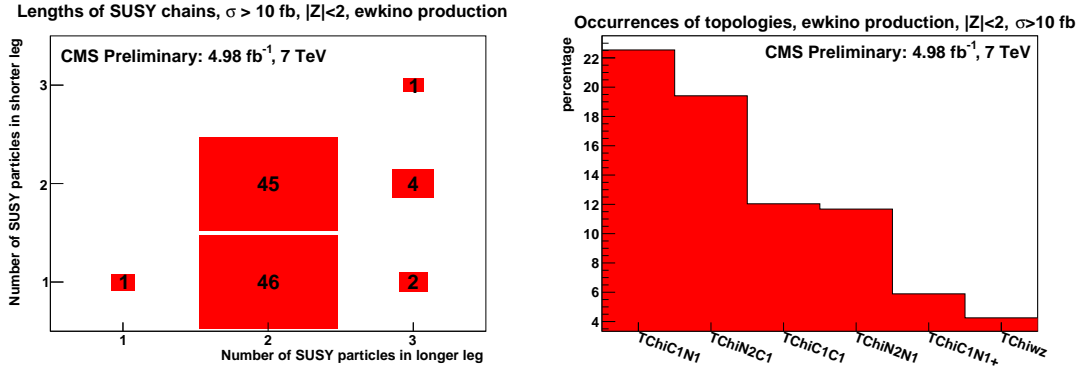 Lengths of SUSY chains, σ > 10 fb, |Z|<2, ewkino production
CMS Preliminary: 4.98 fb⁻¹, 7 TeV
Number of SUSY particles in shorter leg
3
2
1
1
45
4
1
46
2
1
2
3
Number of SUSY particles in longer leg
Occurrences of topologies, ewkino production, |Z|<2, σ>10 fb
CMS Preliminary: 4.98 fb⁻¹, 7 TeV
percentage
22
20
18
16
14
12
10
8
6
4
TChiC1N1
TChiN2C1
TChiC1C1
TChiN2N1
TChiC1N1+
TChiwz